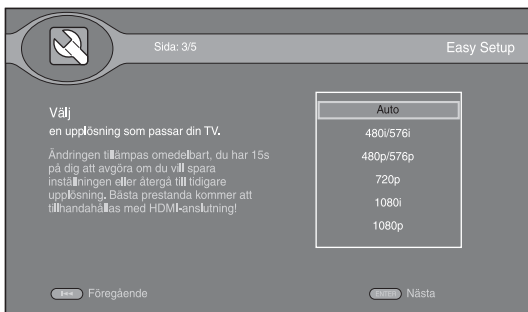 Sida: 3/5
Easy Setup
Välj
en upplösning som passar din TV.
Ändringen tillämpas omedelbart, du har 15s
på dig att avgöra om du vill spara
inställningen eller återgå till tidigare
upplösning. Bästa prestanda kommer att
tillhandahållas med HDMI-anslutning!
Auto
480i/576i
480p/576p
720p
1080i
1080p
Föregående
ENTER Nästa